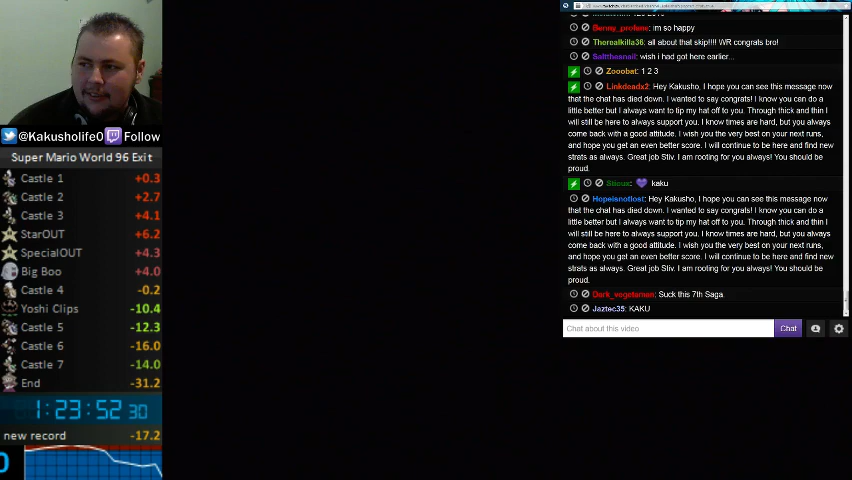 @Kakusholife0 Follow
Super Mario World 96 Exit
Castle 1 +0.3
Castle 2 +2.7
Castle 3 +4.1
StarOUT +6.2
SpecialOUT +4.3
Big Boo +4.0
Castle 4 -0.2
Yoshi Clips -10.4
Castle 5 -12.3
Castle 6 -16.0
Castle 7 -14.0
End -31.2
1:23:52 30
new record -17.2
0
Benny_profane: im so happy
Therealkilla36: all about that skip!!!! WR congrats bro!
Saltthesnail: wish i had got here earlier...
Zooobat: 1 2 3
Linkdeadx2: Hey Kakusho, I hope you can see this message now
that the chat has died down. I wanted to say congrats! I know you can do a
little better but I always want to tip my hat off to you. Through thick and thin I
will still be here to always support you. I know times are hard, but you always
come back with a good attitude. I wish you the very best on your next runs,
and hope you get an even better score. I will continue to be here and find new
strats as always. Great job Stiv. I am rooting for you always! You should be
proud.
kaku
Hopeisnotlost: Hey Kakusho, I hope you can see this message now
that the chat has died down. I wanted to say congrats! I know you can do a
little better but I always want to tip my hat off to you. Through thick and thin I
will still be here to always support you. I know times are hard, but you always
come back with a good attitude. I wish you the very best on your next runs,
and hope you get an even better score. I will continue to be here and find new
strats as always. Great job Stiv. I am rooting for you always! You should be
proud.
Dark_vegetaman: Suck this 7th Saga.
Jaztec35: KAKU
Chat about this video Chat